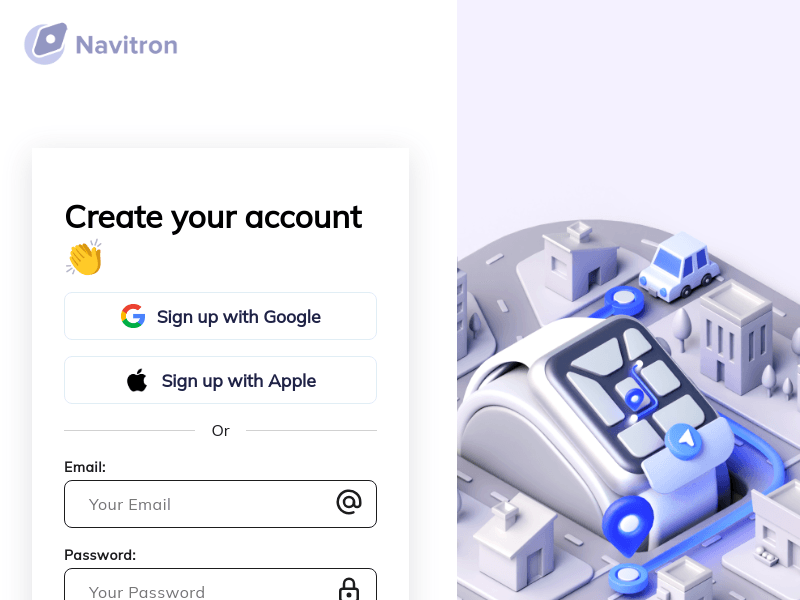 Navitron
Create your account
👏
Sign up with Google
Sign up with Apple
Or
Email:
Your Email
Password:
Your Password